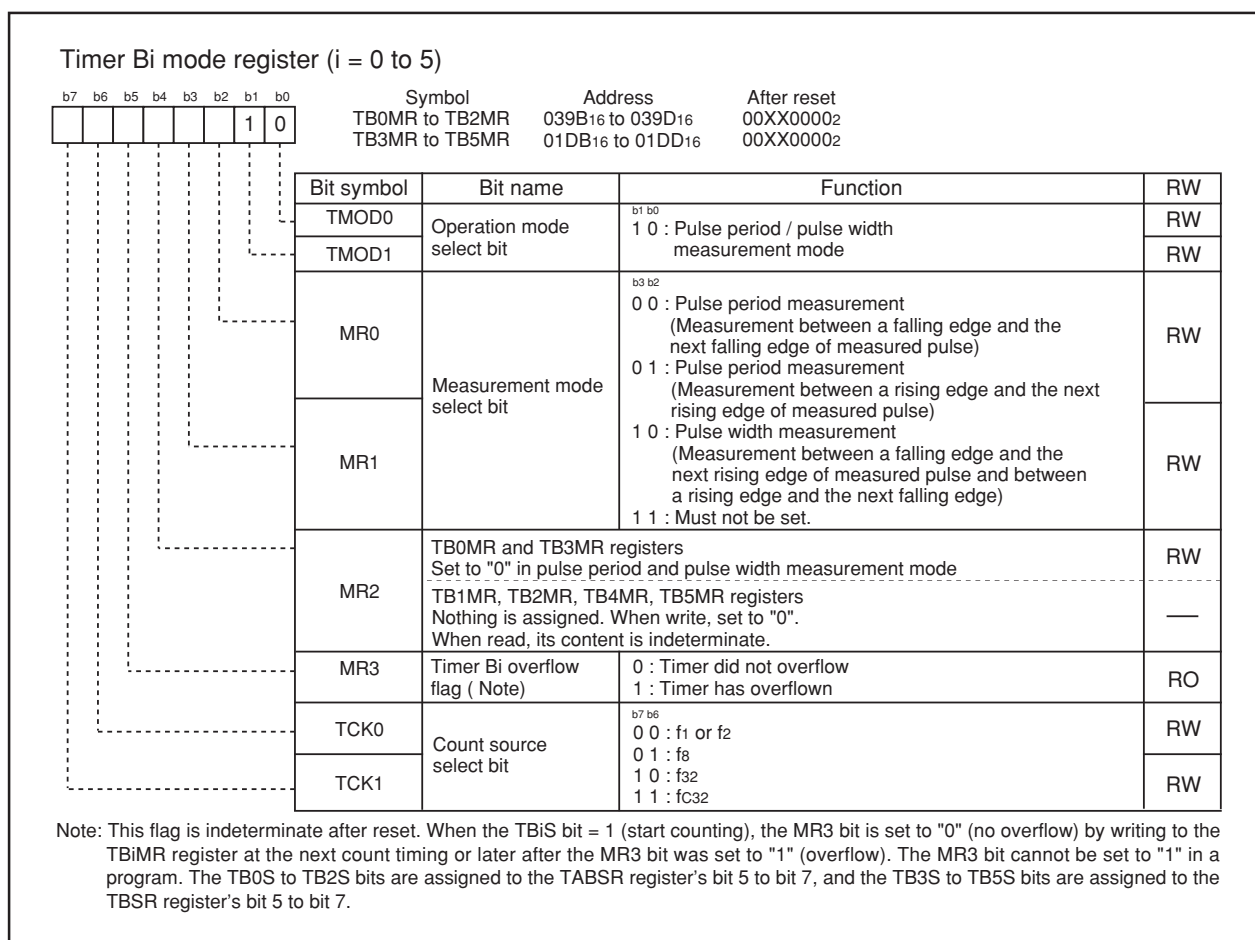 Timer Bi mode register (i = 0 to 5)
b7 b6 b5 b4 b3 b2 b1 b0
1 0
Symbol Address After reset
TB0MR to TB2MR 039B16 to 039D16 00XX00002
TB3MR to TB5MR 01DB16 to 01DD16 00XX00002
Bit symbol Bit name Function RW
TMOD0 Operation mode select bit b1 b0 RW
1 0 : Pulse period / pulse width
TMOD1 measurement mode RW
b3 b2
0 0 : Pulse period measurement
(Measurement between a falling edge and the
MR0 next falling edge of measured pulse) RW
0 1 : Pulse period measurement
Measurement mode (Measurement between a rising edge and the next
select bit rising edge of measured pulse)
1 0 : Pulse width measurement
(Measurement between a falling edge and the
MR1 next rising edge of measured pulse and between RW
a rising edge and the next falling edge)
1 1 : Must not be set.
TB0MR and TB3MR registers RW
Set to "0" in pulse period and pulse width measurement mode
MR2 TB1MR, TB2MR, TB4MR, TB5MR registers
Nothing is assigned. When write, set to "0". —
When read, its content is indeterminate.
MR3 Timer Bi overflow 0 : Timer did not overflow RO
flag ( Note) 1 : Timer has overflown
b7 b6
TCK0 0 0 : f1 or f2 RW
Count source 0 1 : f8
select bit 1 0 : f32
TCK1 1 1 : fC32 RW
Note: This flag is indeterminate after reset. When the TBiS bit = 1 (start counting), the MR3 bit is set to "0" (no overflow) by writing to the
TBiMR register at the next count timing or later after the MR3 bit was set to "1" (overflow). The MR3 bit cannot be set to "1" in a
program. The TB0S to TB2S bits are assigned to the TABSR register's bit 5 to bit 7, and the TB3S to TB5S bits are assigned to the
TBSR register's bit 5 to bit 7.